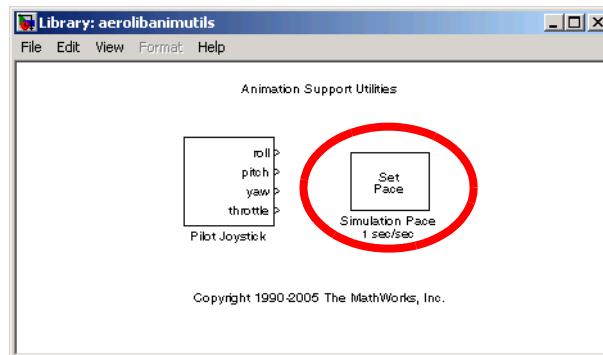 Library: aerolibanimutils
File Edit View Format Help
Animation Support Utilities
roll
pitch
yaw
throttle
Pilot Joystick
Set
Pace
Simulation Pace
1 sec/sec
Copyright 1990-2005 The MathWorks, Inc.